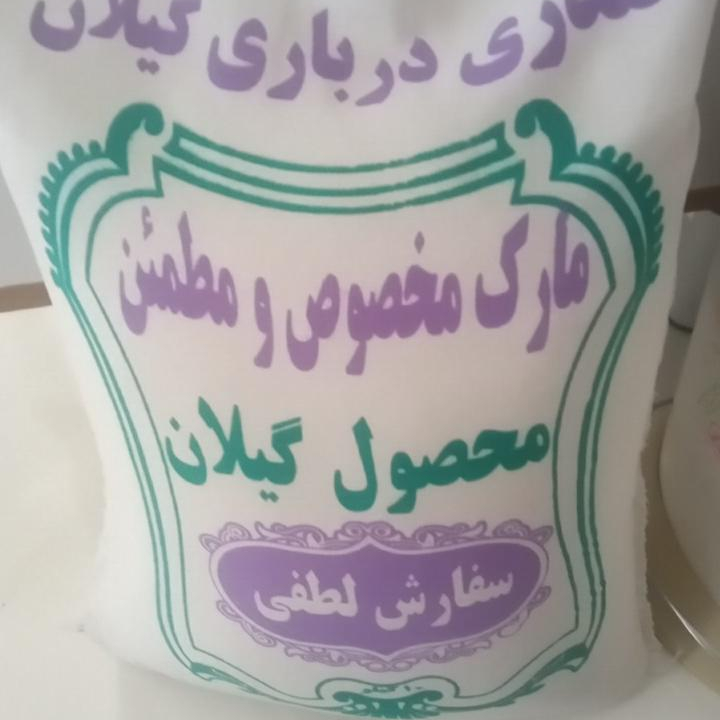 درباری گیلان
مارک مخصوص و مطمئن
محصول گیلان
سفارش لطفی